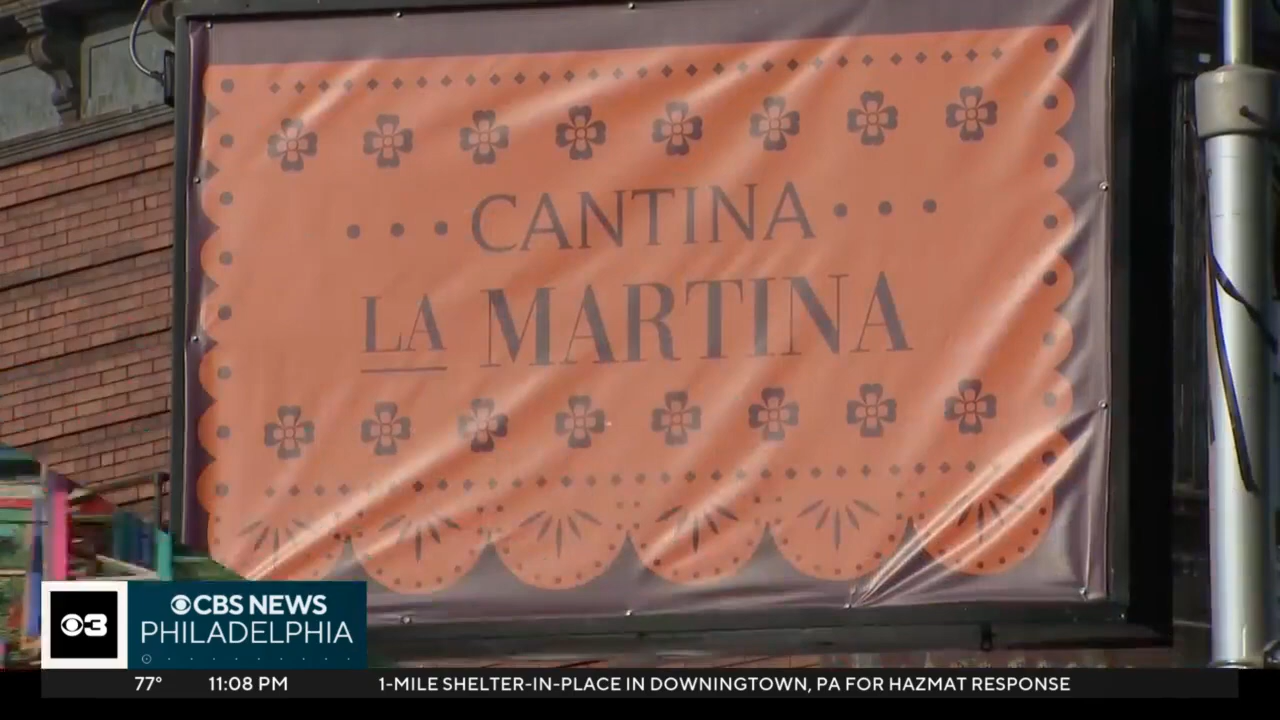 CANTINA
LA MARTINA
3
CBS NEWS
PHILADELPHIA
77° 11:08 PM 1-MILE SHELTER-IN-PLACE IN DOWNINGTOWN, PA FOR HAZMAT RESPONSE